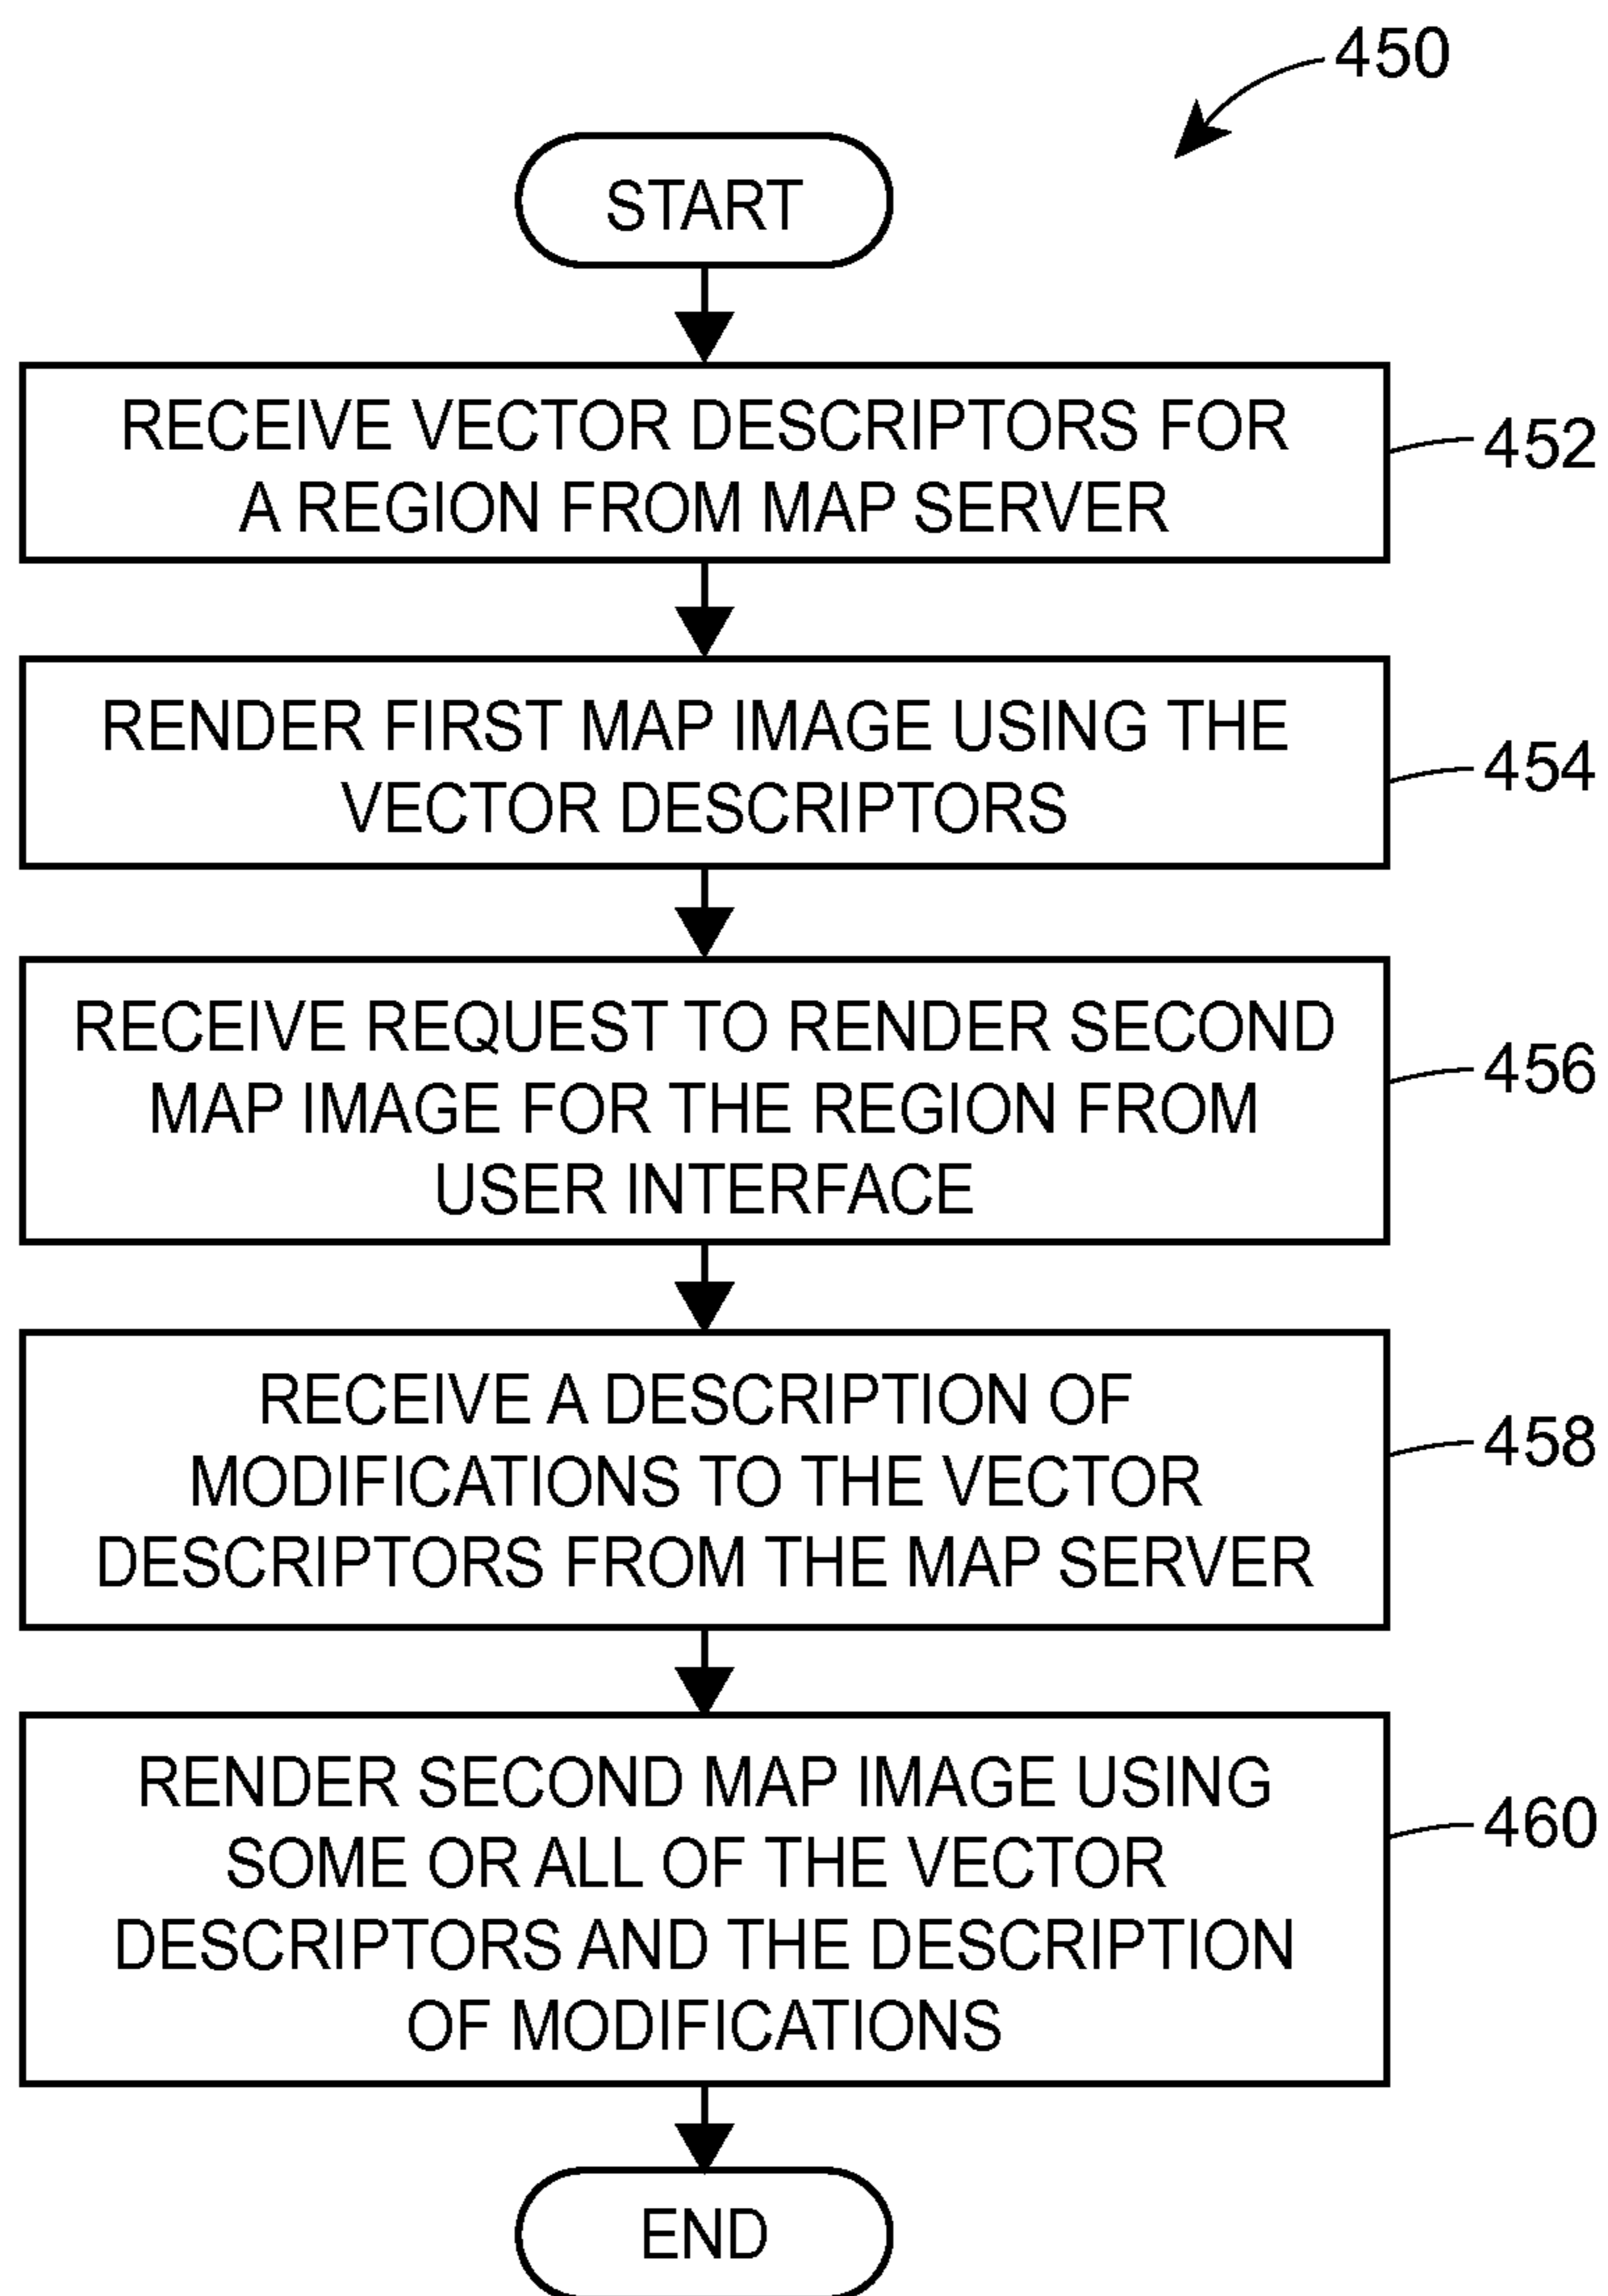 450
START
RECEIVE VECTOR DESCRIPTORS FOR
A REGION FROM MAP SERVER
452
RENDER FIRST MAP IMAGE USING THE
VECTOR DESCRIPTORS
454
RECEIVE REQUEST TO RENDER SECOND
MAP IMAGE FOR THE REGION FROM
USER INTERFACE
456
RECEIVE A DESCRIPTION OF
MODIFICATIONS TO THE VECTOR
DESCRIPTORS FROM THE MAP SERVER
458
RENDER SECOND MAP IMAGE USING
SOME OR ALL OF THE VECTOR
DESCRIPTORS AND THE DESCRIPTION
OF MODIFICATIONS
460
END